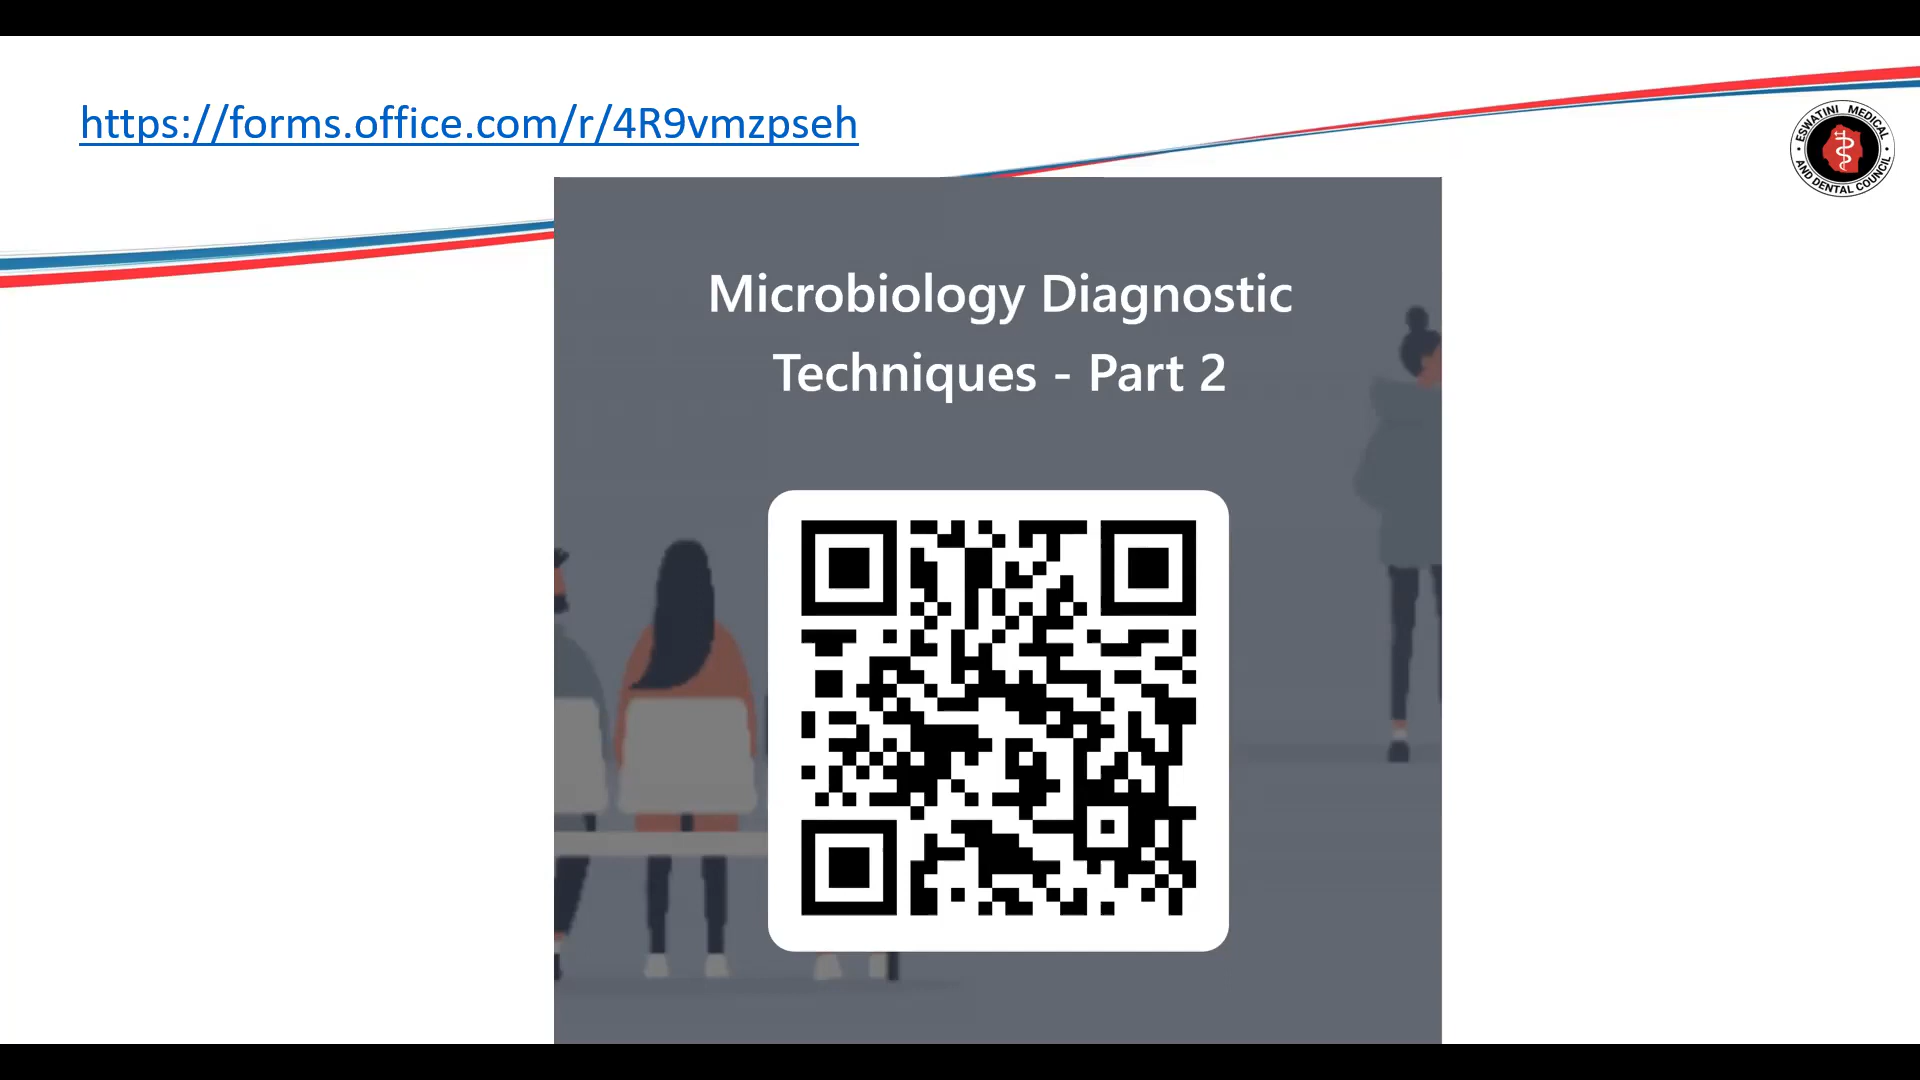 https://forms.office.com/r/4R9vmzpseh
ESWATINI MEDICAL
AND DENTAL COUNCIL
Microbiology Diagnostic
Techniques - Part 2